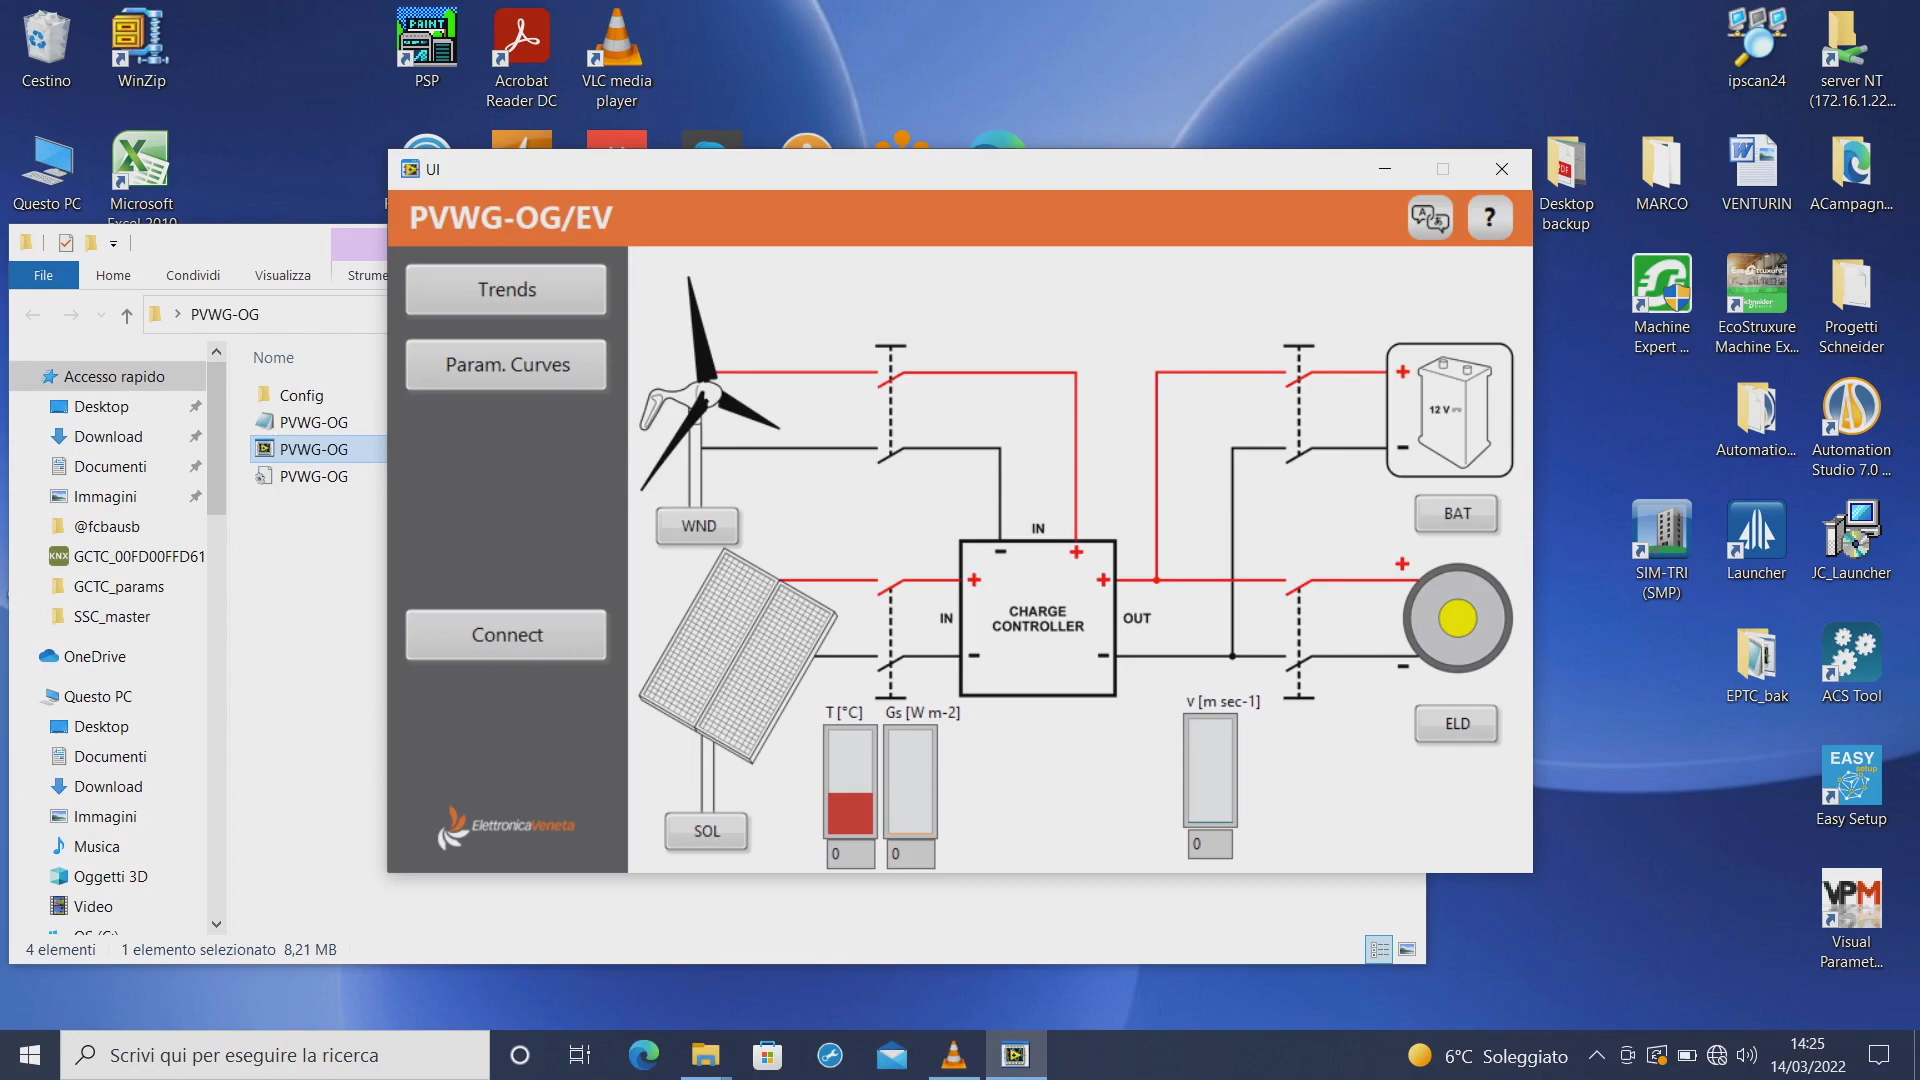 Cestino
WinZip
PSP
Acrobat
Reader DC
VLC media
player
ipscan24
server NT
(172.16.1.22...
Questo PC
Microsoft
Desktop
backup
MARCO
VENTURIN
ACampagn...
UI
PVWG-OG/EV
?
File
Home
Condividi
Visualizza
Strume
PVWG-OG
Trends
Param. Curves
Connect
ElettronicaVeneta
Nome
Config
PVWG-OG
PVWG-OG
PVWG-OG
Accesso rapido
Desktop
Download
Documenti
Immagini
@fcbausb
KNX
GCTC_00FD00FFD61
GCTC_params
SSC_master
OneDrive
Questo PC
Desktop
Documenti
Download
Immagini
Musica
Oggetti 3D
Video
4 elementi
1 elemento selezionato 8,21 MB
WND
SOL
IN
+
-
+
+
IN
CHARGE
CONTROLLER
OUT
-
-
+
12 V
-
BAT
+
-
ELD
T [°C]
Gs [W m-2]
0
0
v [m sec-1]
0
Machine
Expert ...
EcoStruxure
Machine Ex...
Progetti
Schneider
Automatio...
Automation
Studio 7.0 ...
SIM-TRI
(SMP)
Launcher
JC_Launcher
EPTC_bak
ACS Tool
EASY
setup
Easy Setup
VPM
Visual
Paramet...
Scrivi qui per eseguire la ricerca
6°C Soleggiato
14:25
14/03/2022